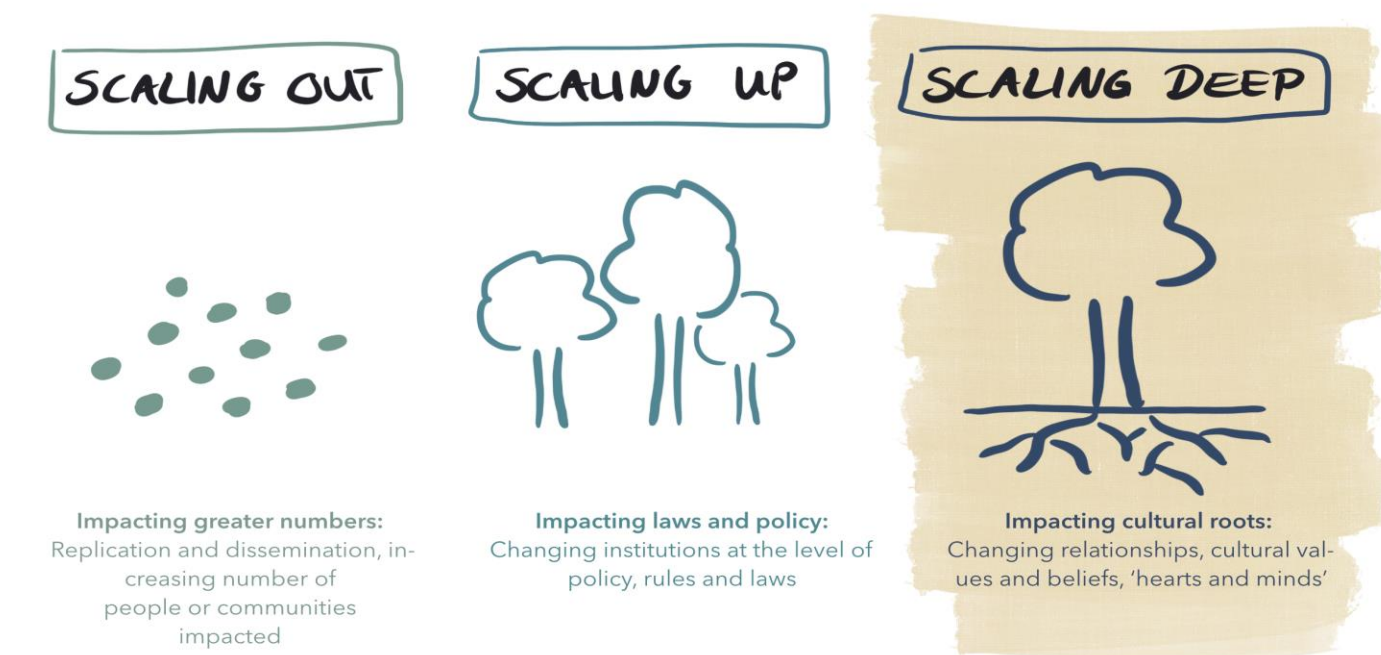 SCALING OUT
SCALING UP
SCALING DEEP
Impacting greater numbers:
Replication and dissemination, in-
creasing number of
people or communities
impacted
Impacting laws and policy:
Changing institutions at the level of
policy, rules and laws
Impacting cultural roots:
Changing relationships, cultural val-
ues and beliefs, ‘hearts and minds’